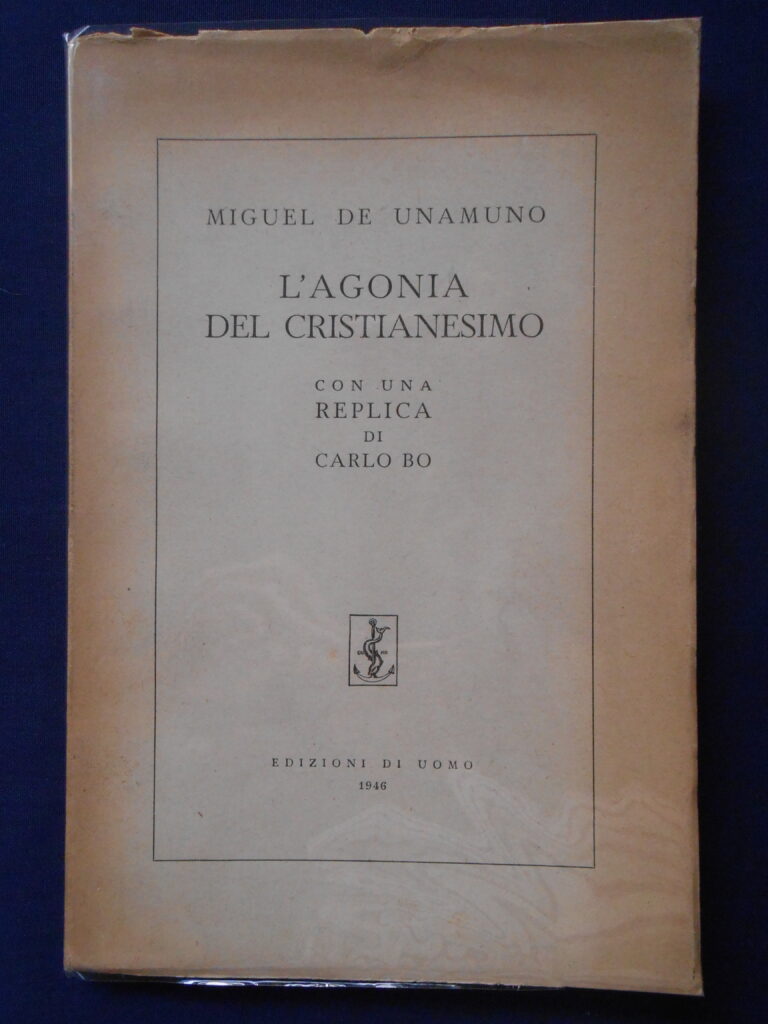 MIGUEL DE UNAMUNO
L'AGONIA
DEL CRISTIANESIMO
CON UNA
REPLICA
DI
CARLO BO
EDIZIONI DI UOMO
1946